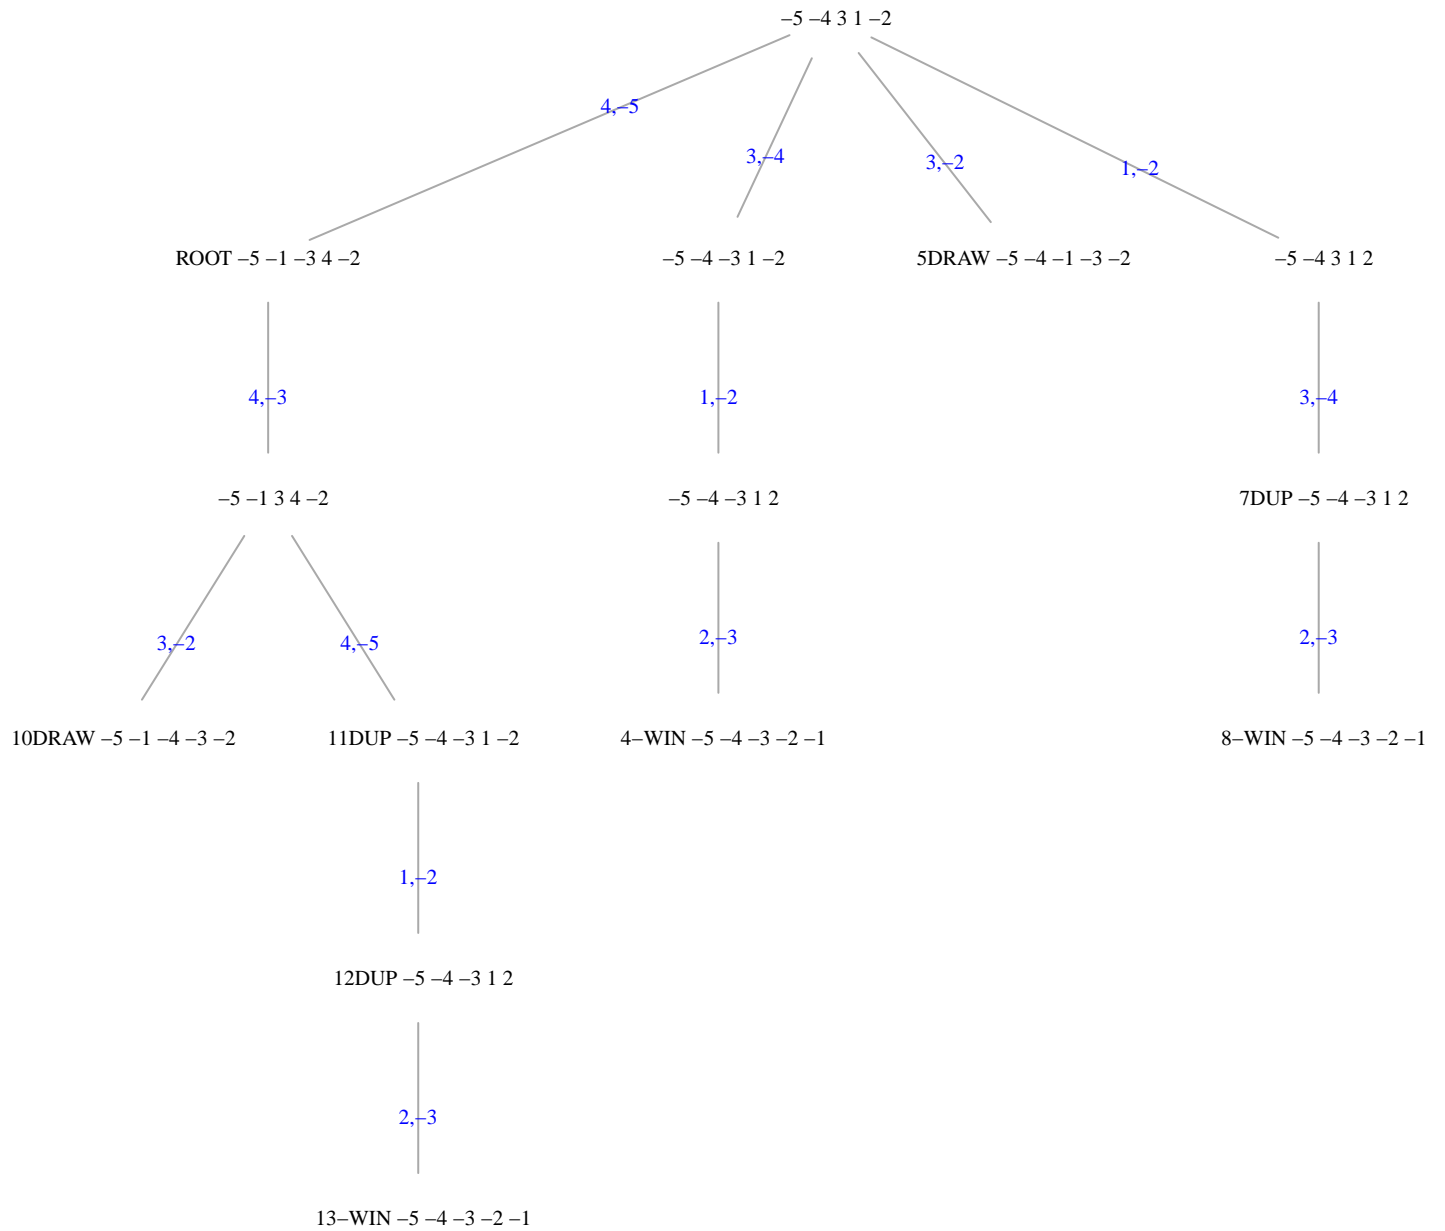 –5 –4 3 1 –2
4,–5
3,–4
3,–2
1,–2
ROOT –5 –1 –3 4 –2
–5 –4 –3 1 –2
5DRAW –5 –4 –1 –3 –2
–5 –4 3 1 2
4,–3
1,–2
3,–4
–5 –1 3 4 –2
–5 –4 –3 1 2
7DUP –5 –4 –3 1 2
3,–2
4,–5
2,–3
2,–3
10DRAW –5 –1 –4 –3 –2
11DUP –5 –4 –3 1 –2
4–WIN –5 –4 –3 –2 –1
8–WIN –5 –4 –3 –2 –1
1,–2
12DUP –5 –4 –3 1 2
2,–3
13–WIN –5 –4 –3 –2 –1